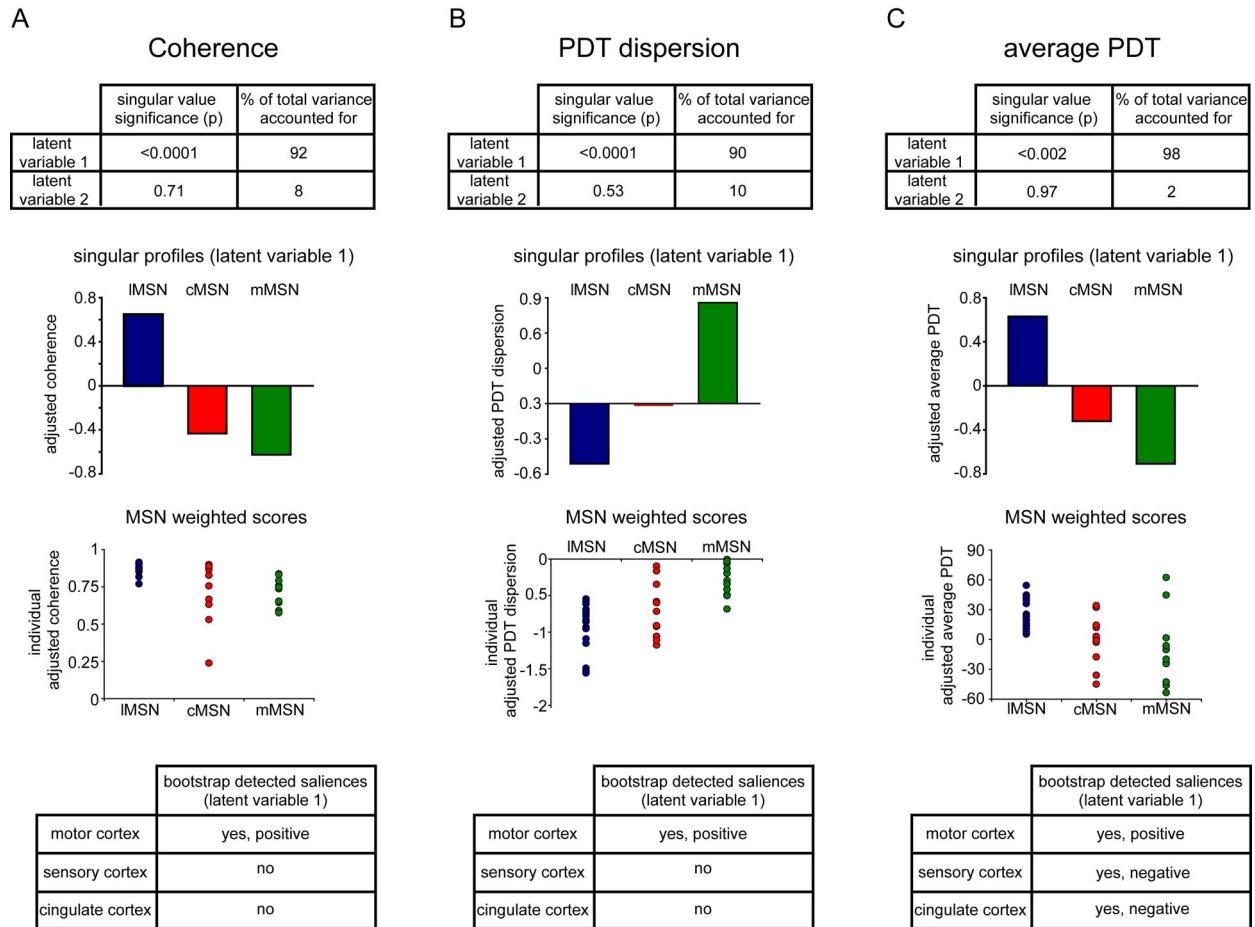 A
Coherence
singular value significance (p)
% of total variance accounted for
latent variable 1
<0.0001
92
latent variable 2
0.71
8
singular profiles (latent variable 1)
lMSN cMSN mMSN
adjusted coherence
0.8
0.4
0
-0.4
-0.8
MSN weighted scores
individual adjusted coherence
1
0.75
0.5
0.25
0
lMSN cMSN mMSN
bootstrap detected saliences
(latent variable 1)
motor cortex
yes, positive
sensory cortex
no
cingulate cortex
no
B
PDT dispersion
singular value significance (p)
% of total variance accounted for
latent variable 1
<0.0001
90
latent variable 2
0.53
10
singular profiles (latent variable 1)
lMSN cMSN mMSN
adjusted PDT dispersion
0.9
0.6
0
0.3
-0.3
-0.6
MSN weighted scores
lMSN cMSN mMSN
individual adjusted PDT dispersion
0
0.5
-1
-1.5
-2
bootstrap detected saliences
(latent variable 1)
motor cortex
yes, positive
sensory cortex
no
cingulate cortex
no
C
average PDT
singular value significance (p)
% of total variance accounted for
latent variable 1
<0.002
98
latent variable 2
0.97
2
singular profiles (latent variable 1)
lMSN cMSN mMSN
adjusted average PDT
0.8
0.4
0
-0.4
-0.8
MSN weighted scores
individual adjusted average PDT
90
60
30
0
-30
-60
lMSN cMSN mMSN
bootstrap detected saliences
(latent variable 1)
motor cortex
yes, positive
sensory cortex
yes, negative
cingulate cortex
yes, negative